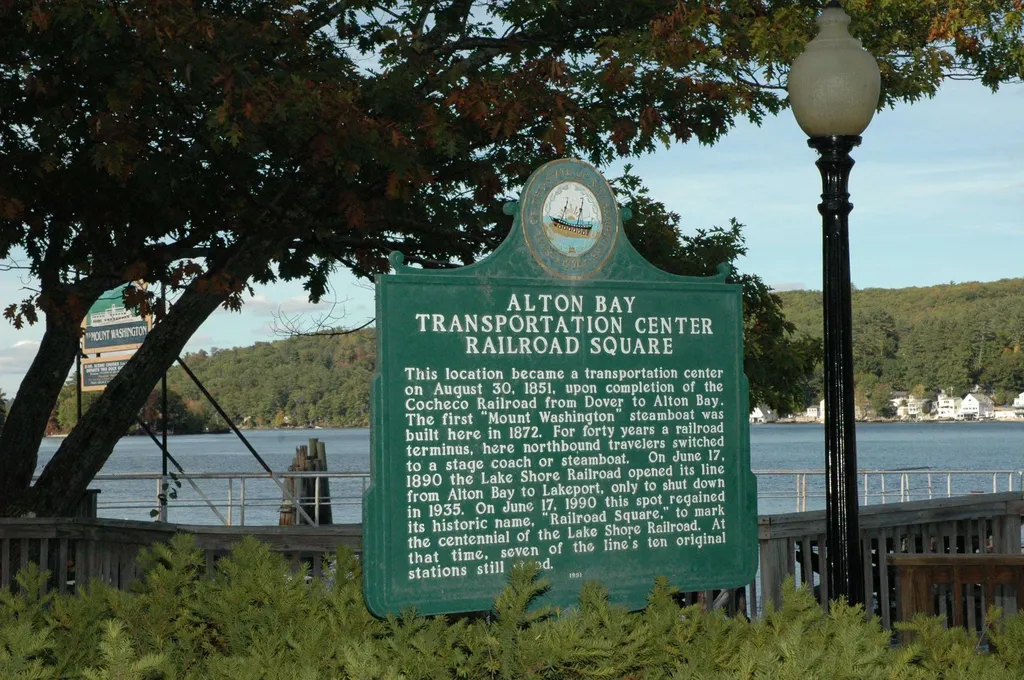 MOUNT WASHINGTON
ALTON BAY
TRANSPORTATION CENTER
RAILROAD SQUARE
This location became a transportation center
on August 30, 1851, upon completion of the
Cocheco Railroad from Dover to Alton Bay.
The first "Mount Washington" steamboat was
built here in 1872. For forty years a railroad
terminus, here northbound travelers switched
to a stage coach or steamboat. On June 17,
1890 the Lake Shore Railroad opened its line
from Alton Bay to Lakeport, only to shut down
in 1935. On June 17, 1990 this spot regained
its historic name, "Railroad Square," to mark
the centennial of the Lake Shore Railroad. At
that time, seven of the line's ten original
stations still
1991